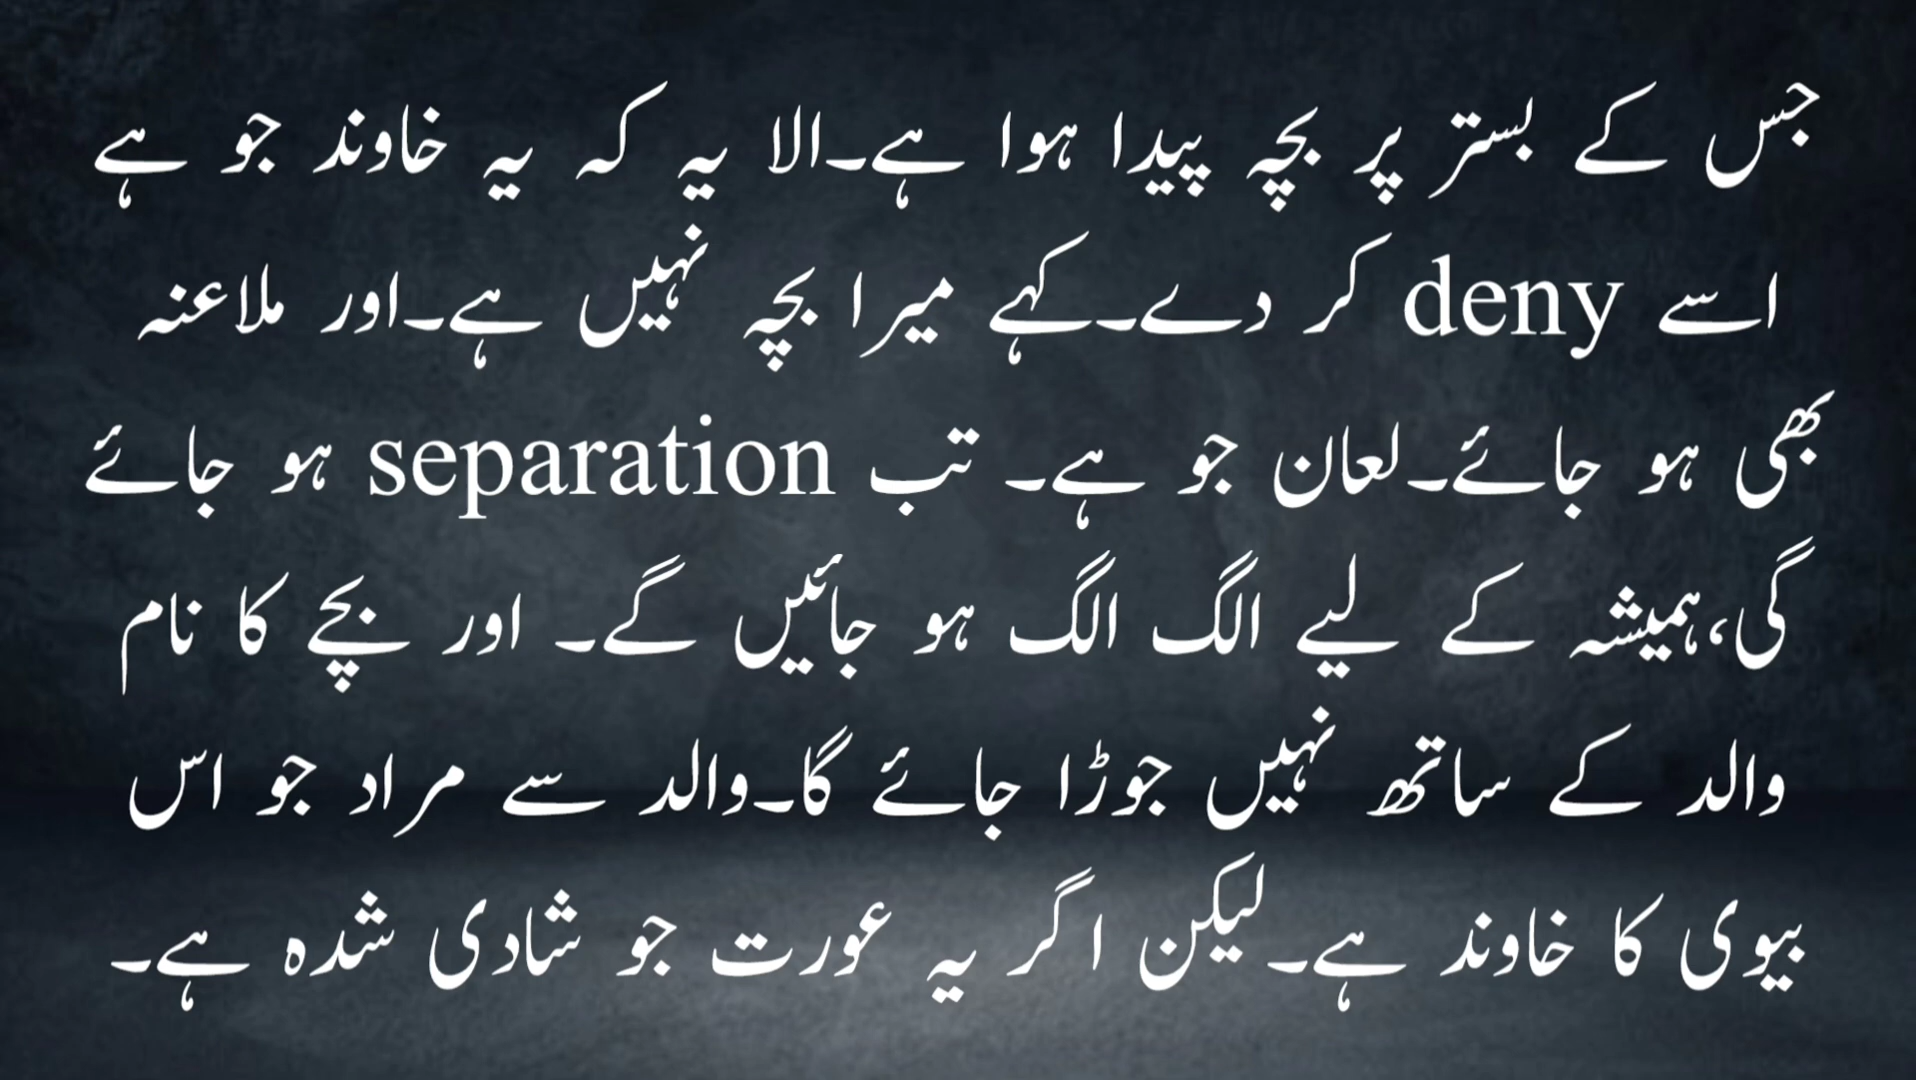 جس کے بستر پر بچہ پیدا ہوا ہے۔الا یہ کہ یہ خاوند جو ہے
اسے deny کر دے۔کہے میرا بچہ نہیں ہے۔اور ملاعنہ
بھی ہو جائے۔لعان جو ہے۔ تب separation ہو جائے
گی،ہمیشہ کے لیے الگ الگ ہو جائیں گے۔ اور بچے کا نام
والد کے ساتھ نہیں جوڑا جائے گا۔والد سے مراد جو اس
بیوی کا خاوند ہے۔لیکن اگر یہ عورت جو شادی شدہ ہے۔